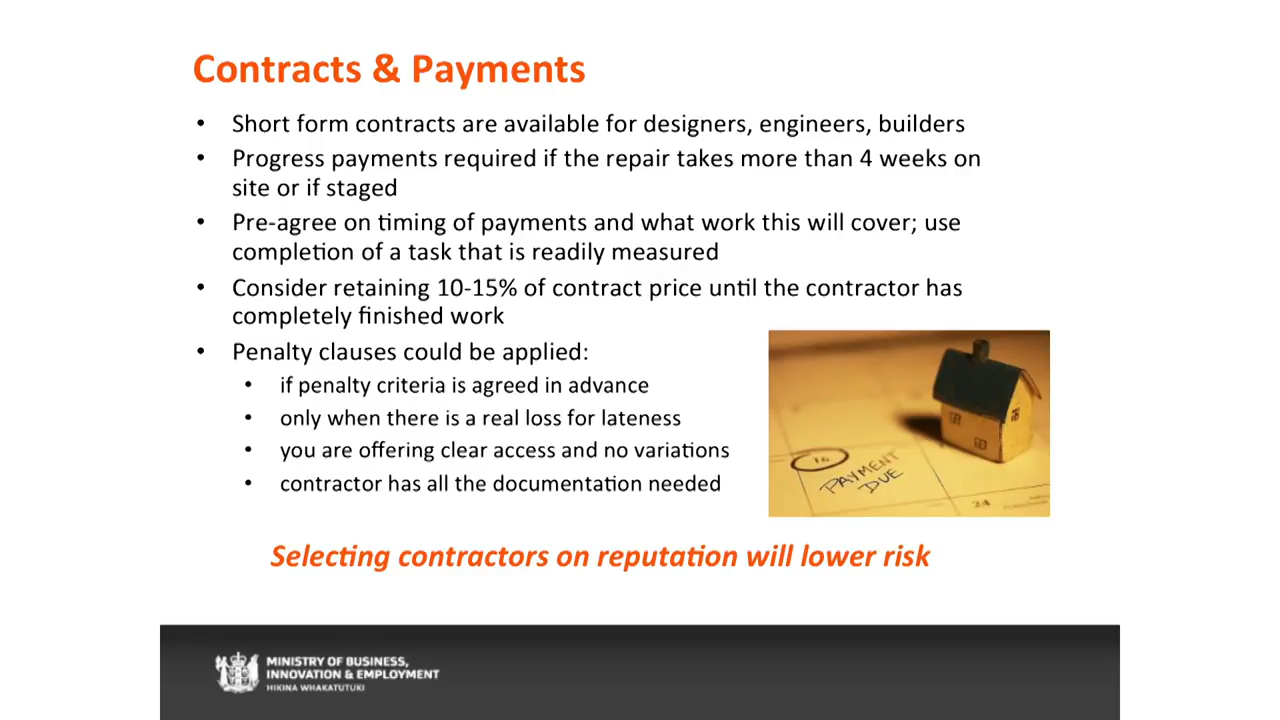 Contracts & Payments
• Short form contracts are available for designers, engineers, builders
• Progress payments required if the repair takes more than 4 weeks on
site or if staged
• Pre-agree on timing of payments and what work this will cover; use
completion of a task that is readily measured
• Consider retaining 10-15% of contract price until the contractor has
completely finished work
• Penalty clauses could be applied:
• if penalty criteria is agreed in advance
• only when there is a real loss for lateness
• you are offering clear access and no variations
• contractor has all the documentation needed
16
PAYMENT
DUE
24
Selecting contractors on reputation will lower risk
MINISTRY OF BUSINESS,
INNOVATION & EMPLOYMENT
HIKINA WHAKATUTUKI